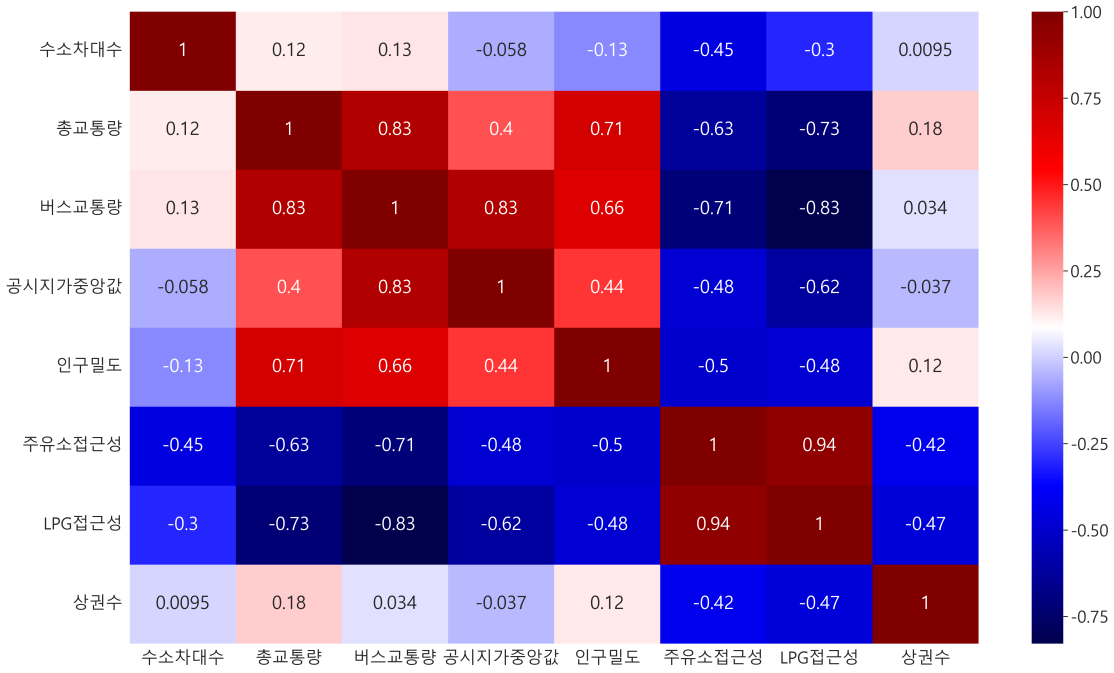 수소차대수 1 0.12 0.13 -0.058 -0.13 -0.45 -0.3 0.0095
총교통량 0.12 1 0.83 0.4 0.71 -0.63 -0.73 0.18
버스교통량 0.13 0.83 1 0.83 0.66 -0.71 -0.83 0.034
공시지가중앙값 -0.058 0.4 0.83 1 0.44 -0.48 -0.62 -0.037
인구밀도 -0.13 0.71 0.66 0.44 1 -0.5 -0.48 0.12
주유소접근성 -0.45 -0.63 -0.71 -0.48 -0.5 1 0.94 -0.42
LPG접근성 -0.3 -0.73 -0.83 -0.62 -0.48 0.94 1 -0.47
상권수 0.0095 0.18 0.034 -0.037 0.12 -0.42 -0.47 1
수소차대수 총교통량 버스교통량 공시지가중앙값 인구밀도 주유소접근성 LPG접근성 상권수
1.00
0.75
0.50
0.25
0.00
-0.25
-0.50
-0.75